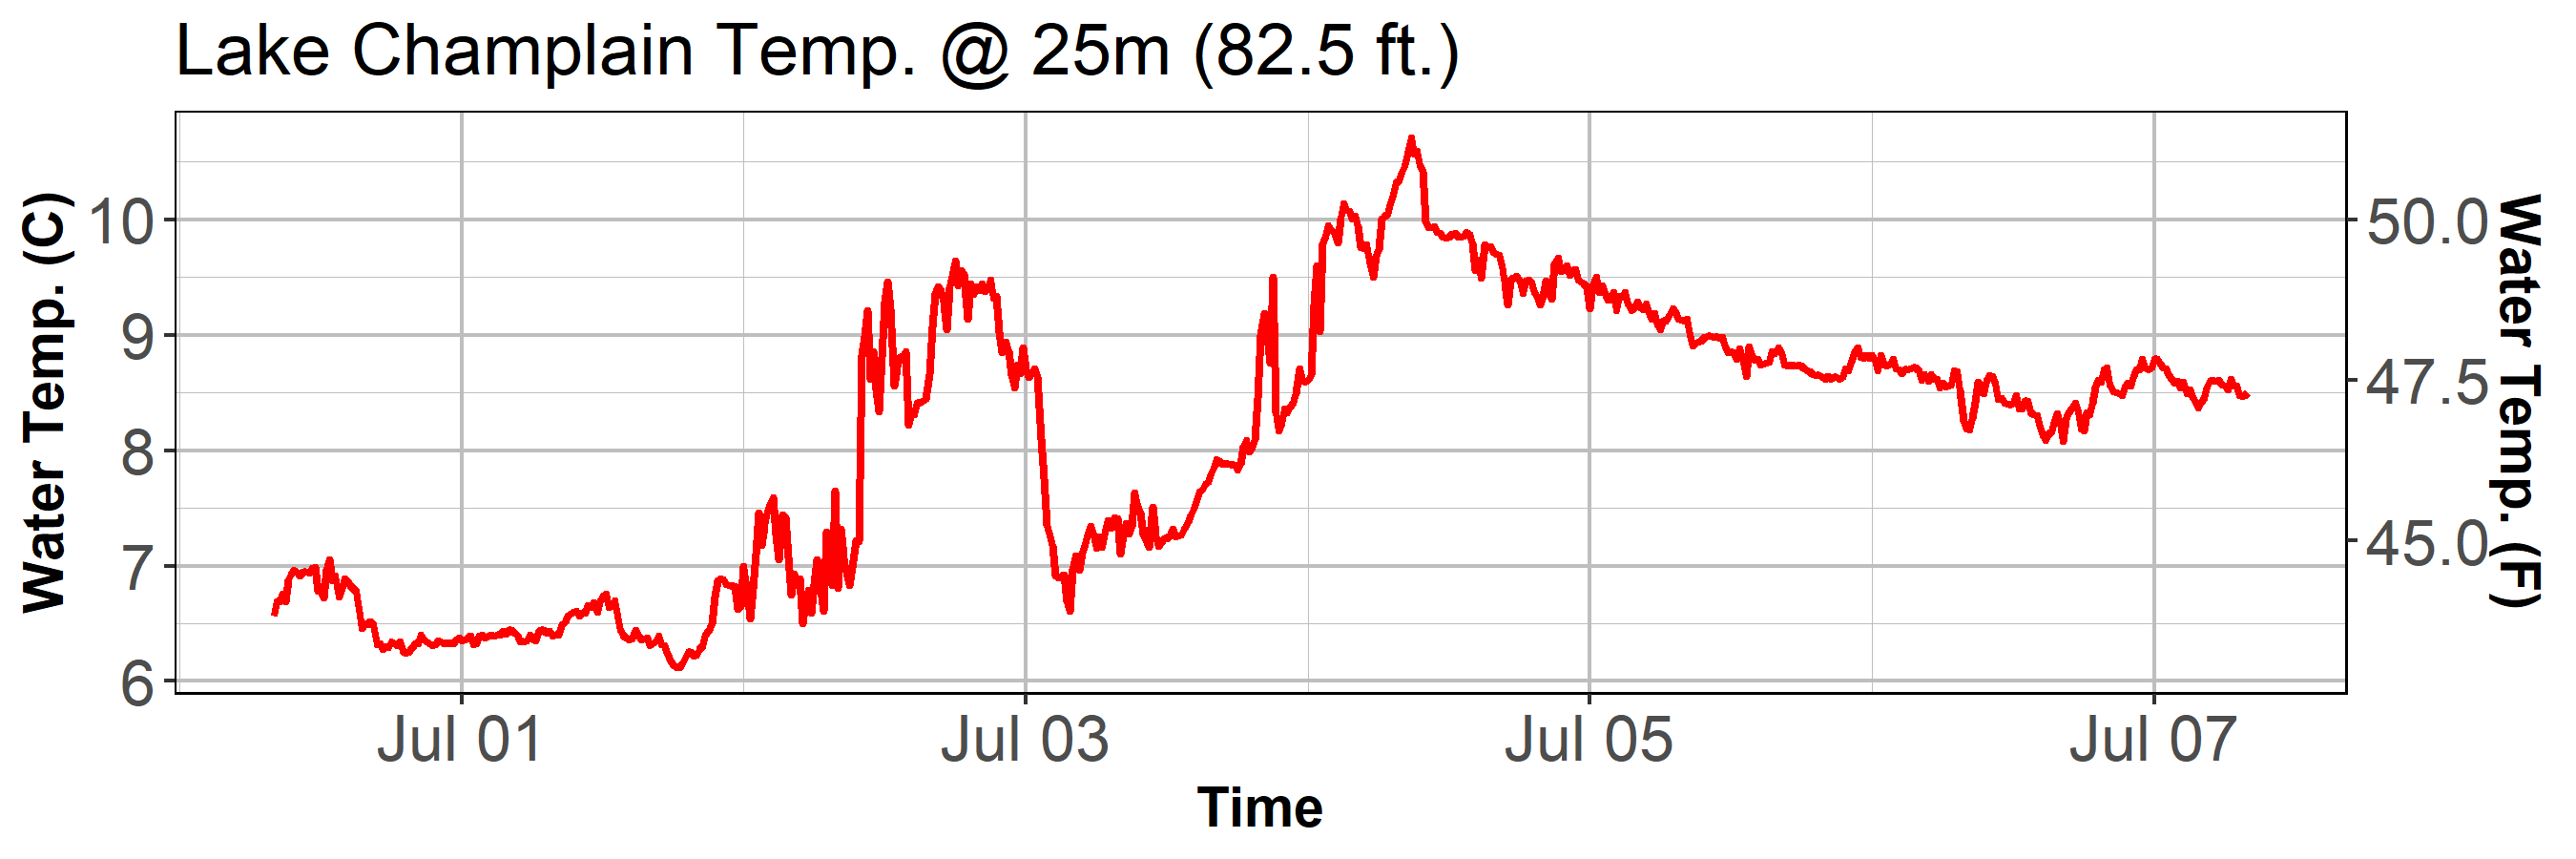 Lake Champlain Temp. @ 25m (82.5 ft.)
Water Temp. (C)
10
9
8
7
6
50.0
47.5
45.0
Water Temp. (F)
Jul 01 Jul 03 Jul 05 Jul 07
Time